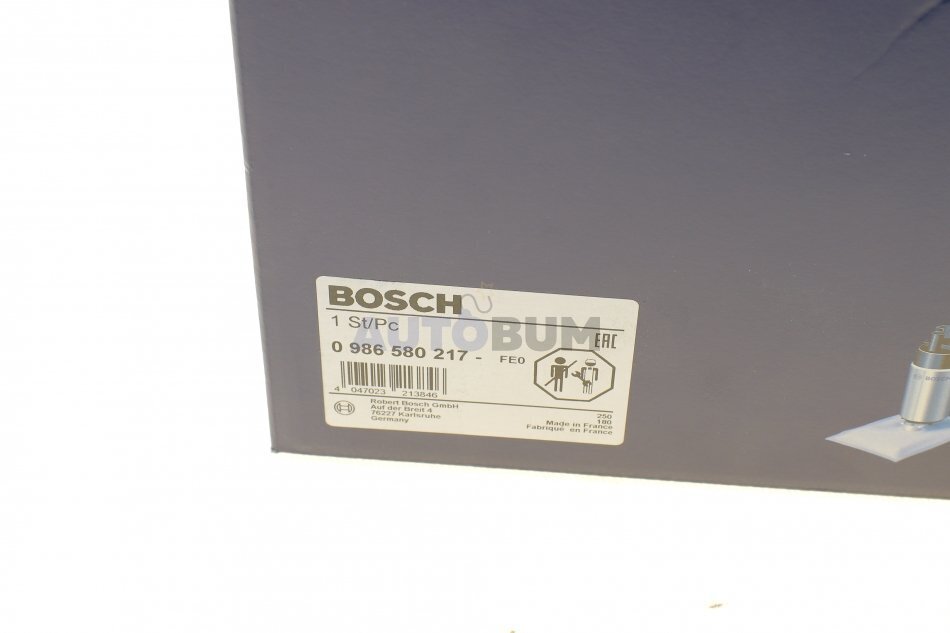 BOSCH
1 St/Pc
AUTOBUM
EAC
0 986 580 217 -
FE0
4 047023 213846
Robert Bosch GmbH
Auf der Breit 4
76227 Karlsruhe
Germany
250
180
Made in France
Fabriqué en France
BOSCH